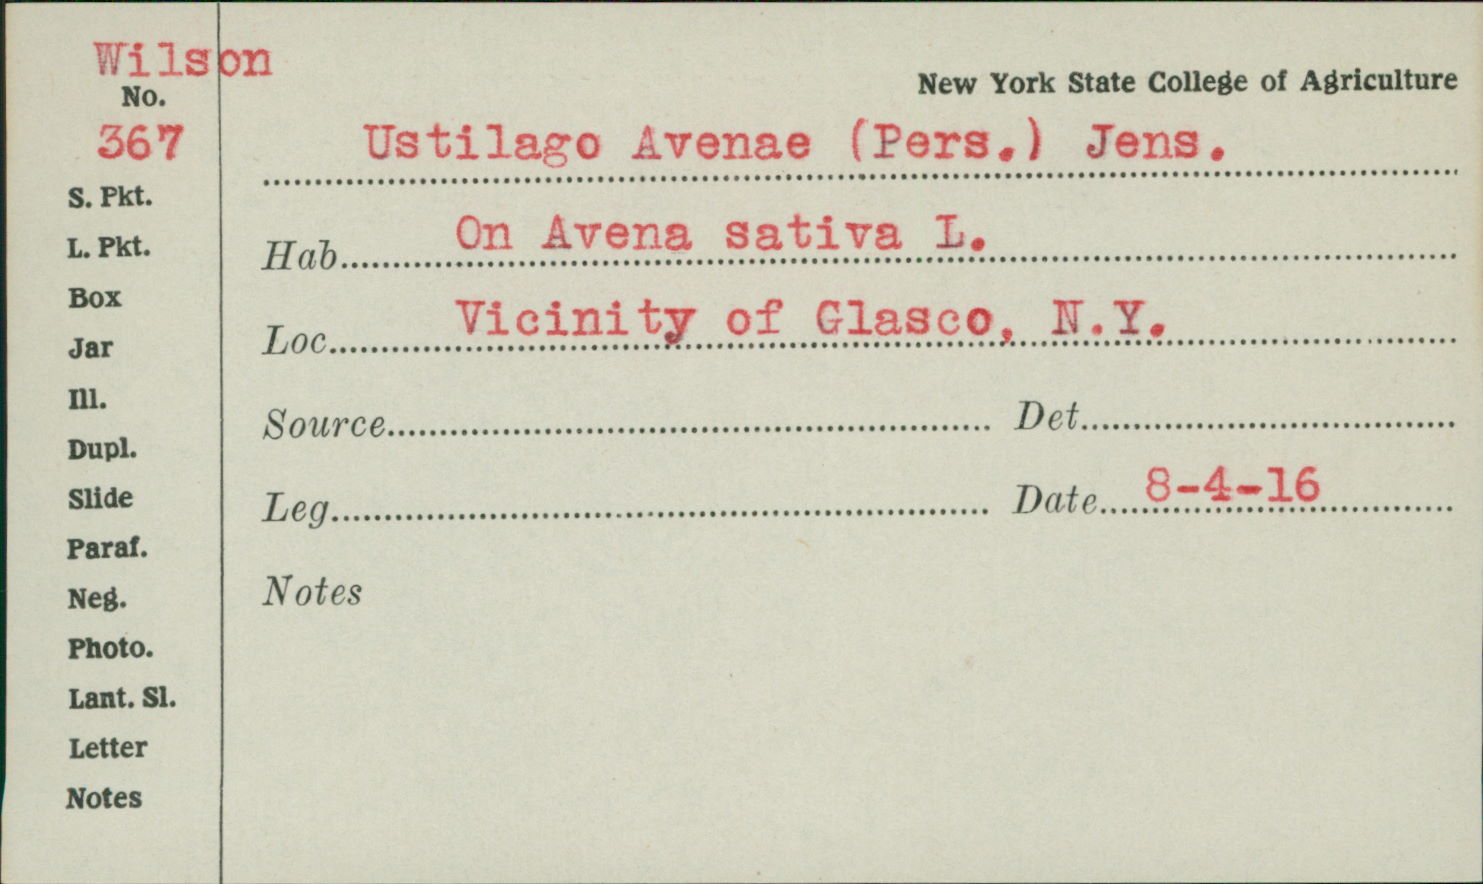 Wilson
No.
367
S. Pkt.
L. Pkt.
Box
Jar
Ill.
Dupl.
Slide
Paraf.
Neg.
Photo.
Lant. Sl.
Letter
Notes
New York State College of Agriculture
Ustilago Avenae (Pers.) Jens.
Hab. On Avena sativa L.
Loc. Vicinity of Glasco, N.Y.
Source Det.
Leg. Date 8-4-16
Notes